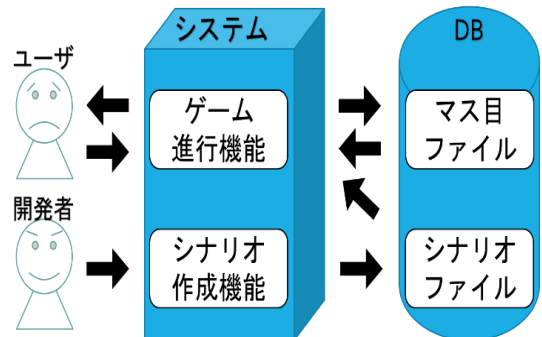 システム
DB
ユーザ
ゲーム
進行機能
マス目
ファイル
開発者
シナリオ
作成機能
シナリオ
ファイル